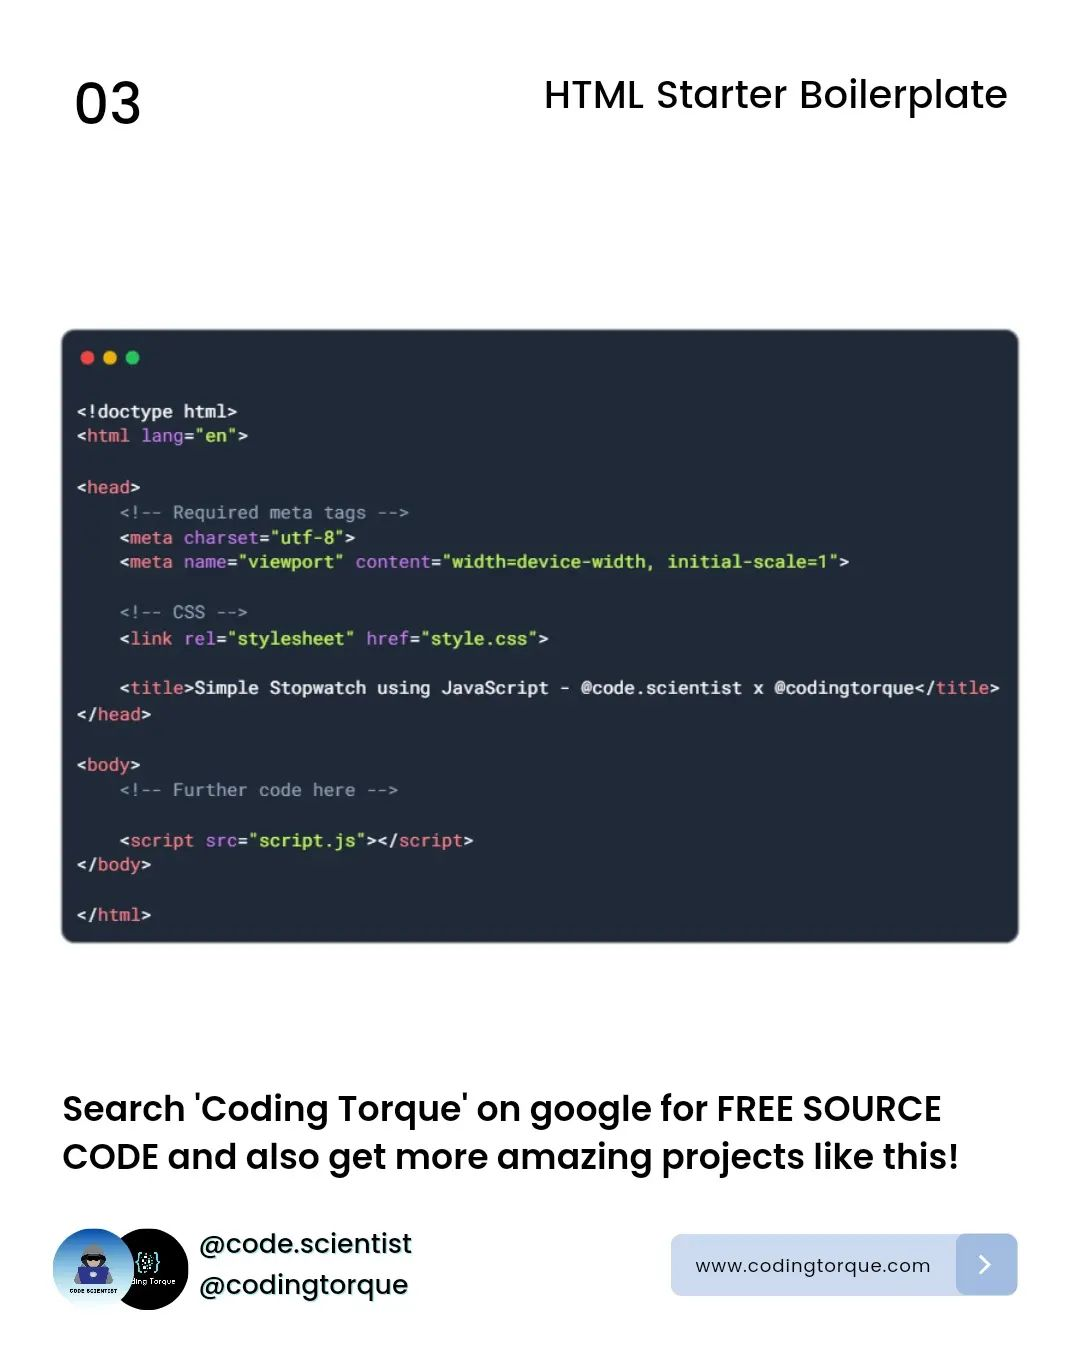 03
HTML Starter Boilerplate
<!doctype html>
<html lang="en">
<head>
    <!-- Required meta tags -->
    <meta charset="utf-8">
    <meta name="viewport" content="width=device-width, initial-scale=1">
    <!-- CSS -->
    <link rel="stylesheet" href="style.css">
    <title>Simple Stopwatch using JavaScript - @code.scientist x @codingtorque</title>
</head>
<body>
    <!-- Further code here -->
    <script src="script.js"></script>
</body>
</html>
Search 'Coding Torque' on google for FREE SOURCE
CODE and also get more amazing projects like this!
CODE SCIENTIST
ding Torque
@code.scientist
@codingtorque
www.codingtorque.com